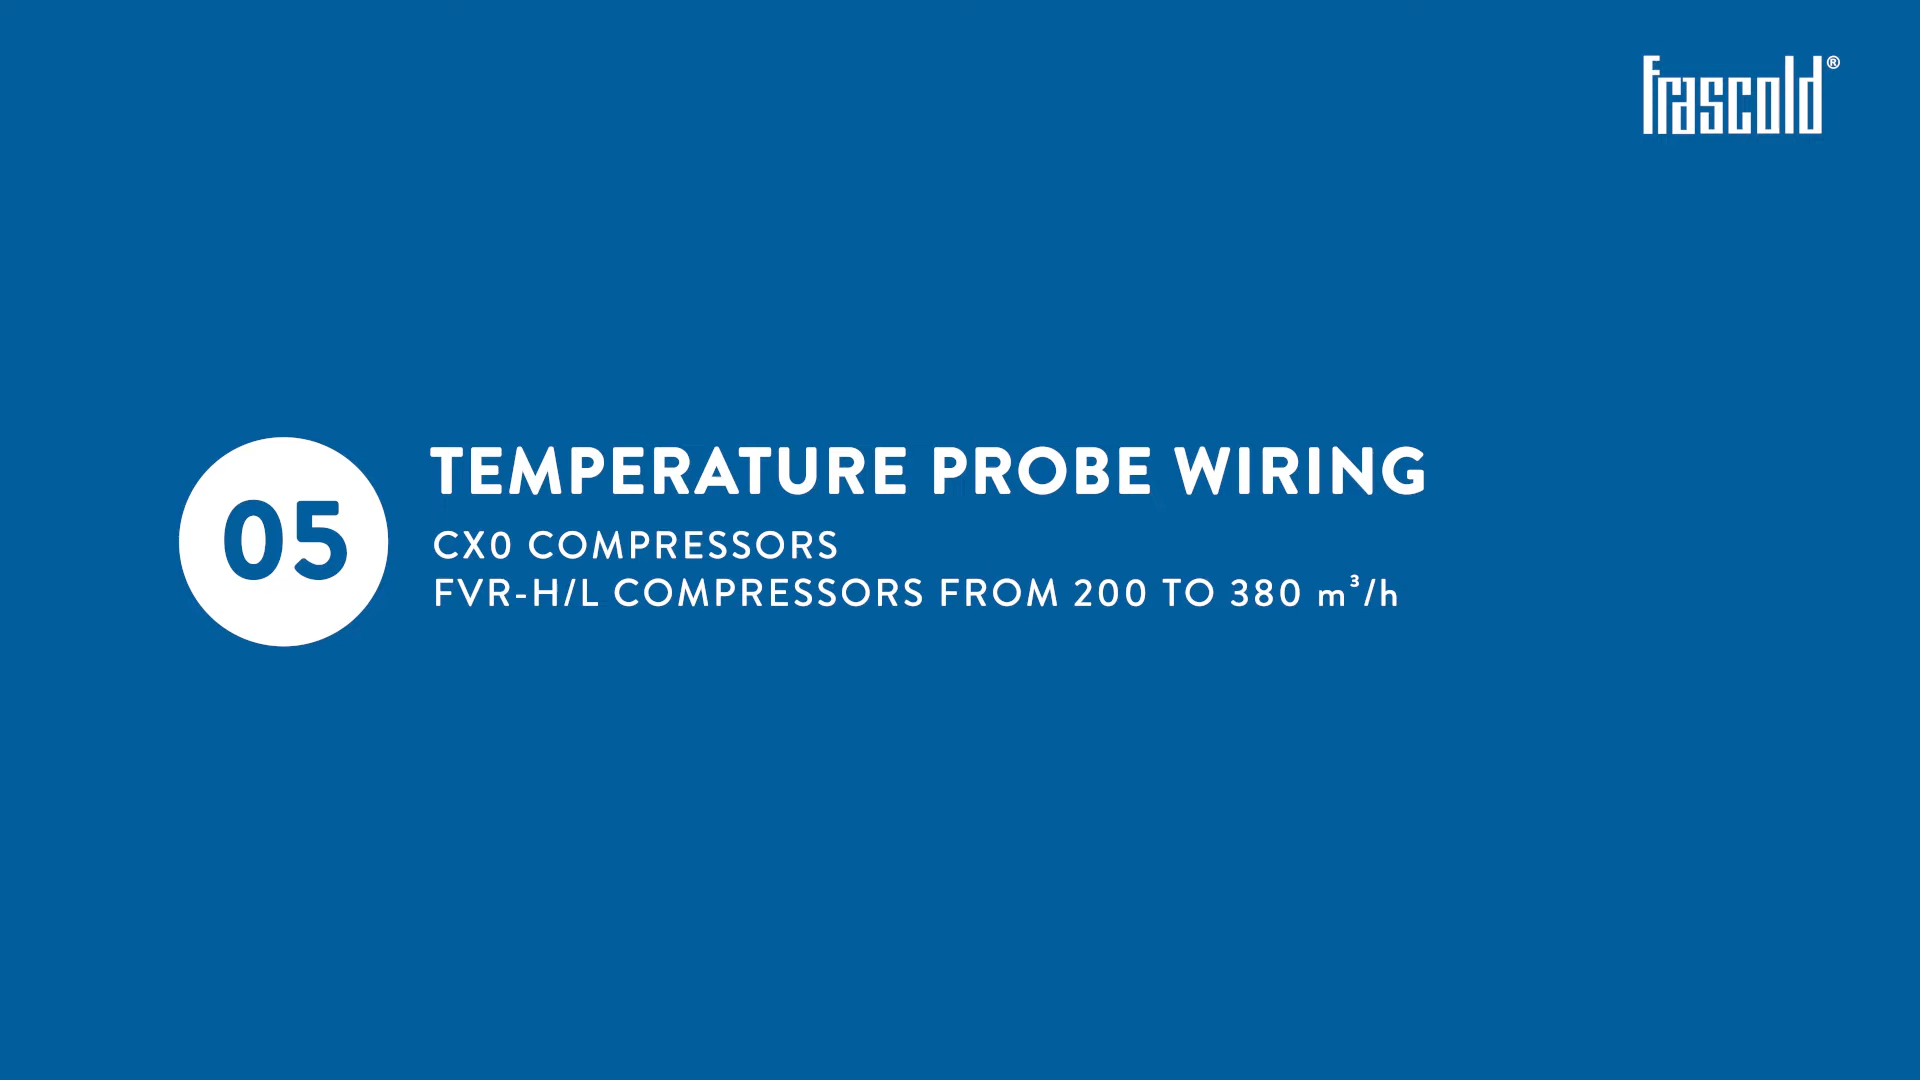 frascold®
05
TEMPERATURE PROBE WIRING
CX0 COMPRESSORS
FVR-H/L COMPRESSORS FROM 200 TO 380 m³/h